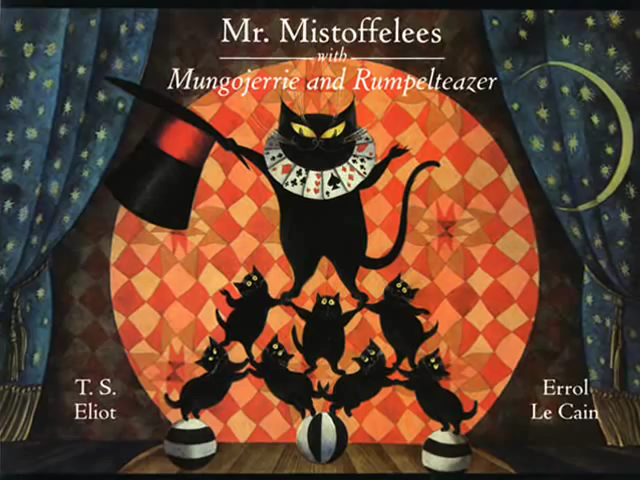 Mr. Mistoffelees
with
Mungojerrie and Rumpelteazer
T. S.
Eliot
Errol
Le Cain